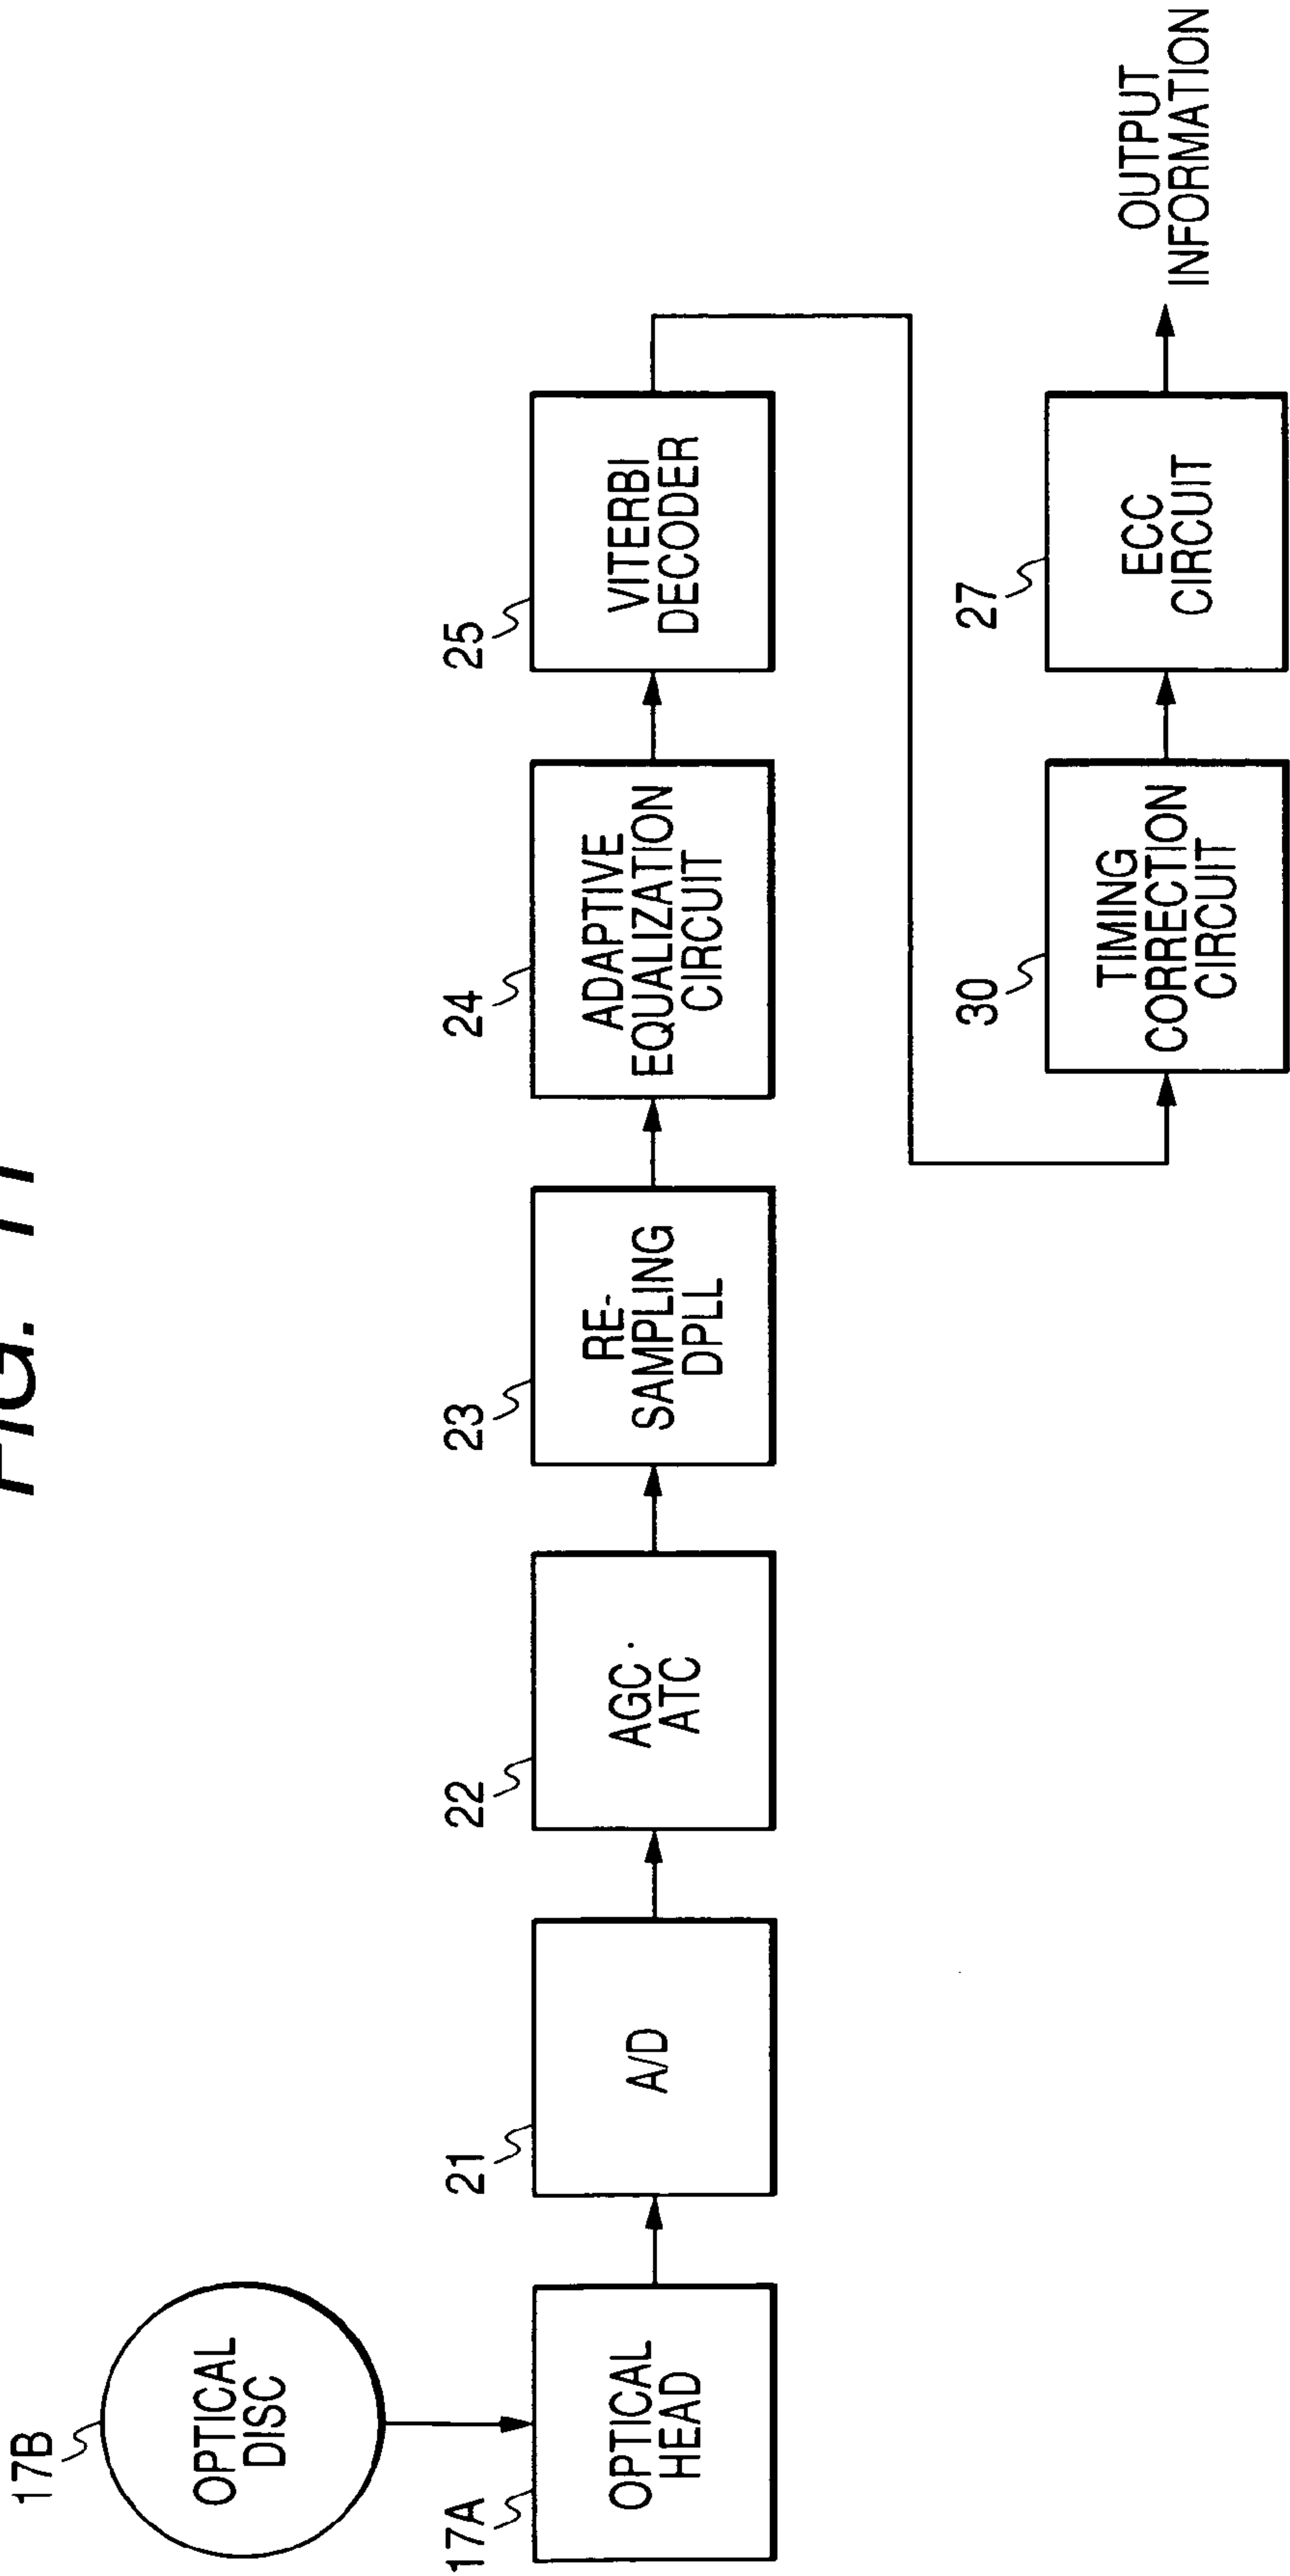 FIG. 11
17B
OPTICAL
DISC
17A
OPTICAL
HEAD
21
A/D
22
AGC ·
ATC
23
RE-
SAMPLING
DPLL
24
ADAPTIVE
EQUALIZATION
CIRCUIT
25
VITERBI
DECODER
30
TIMING
CORRECTION
CIRCUIT
27
ECC
CIRCUIT
OUTPUT
INFORMATION